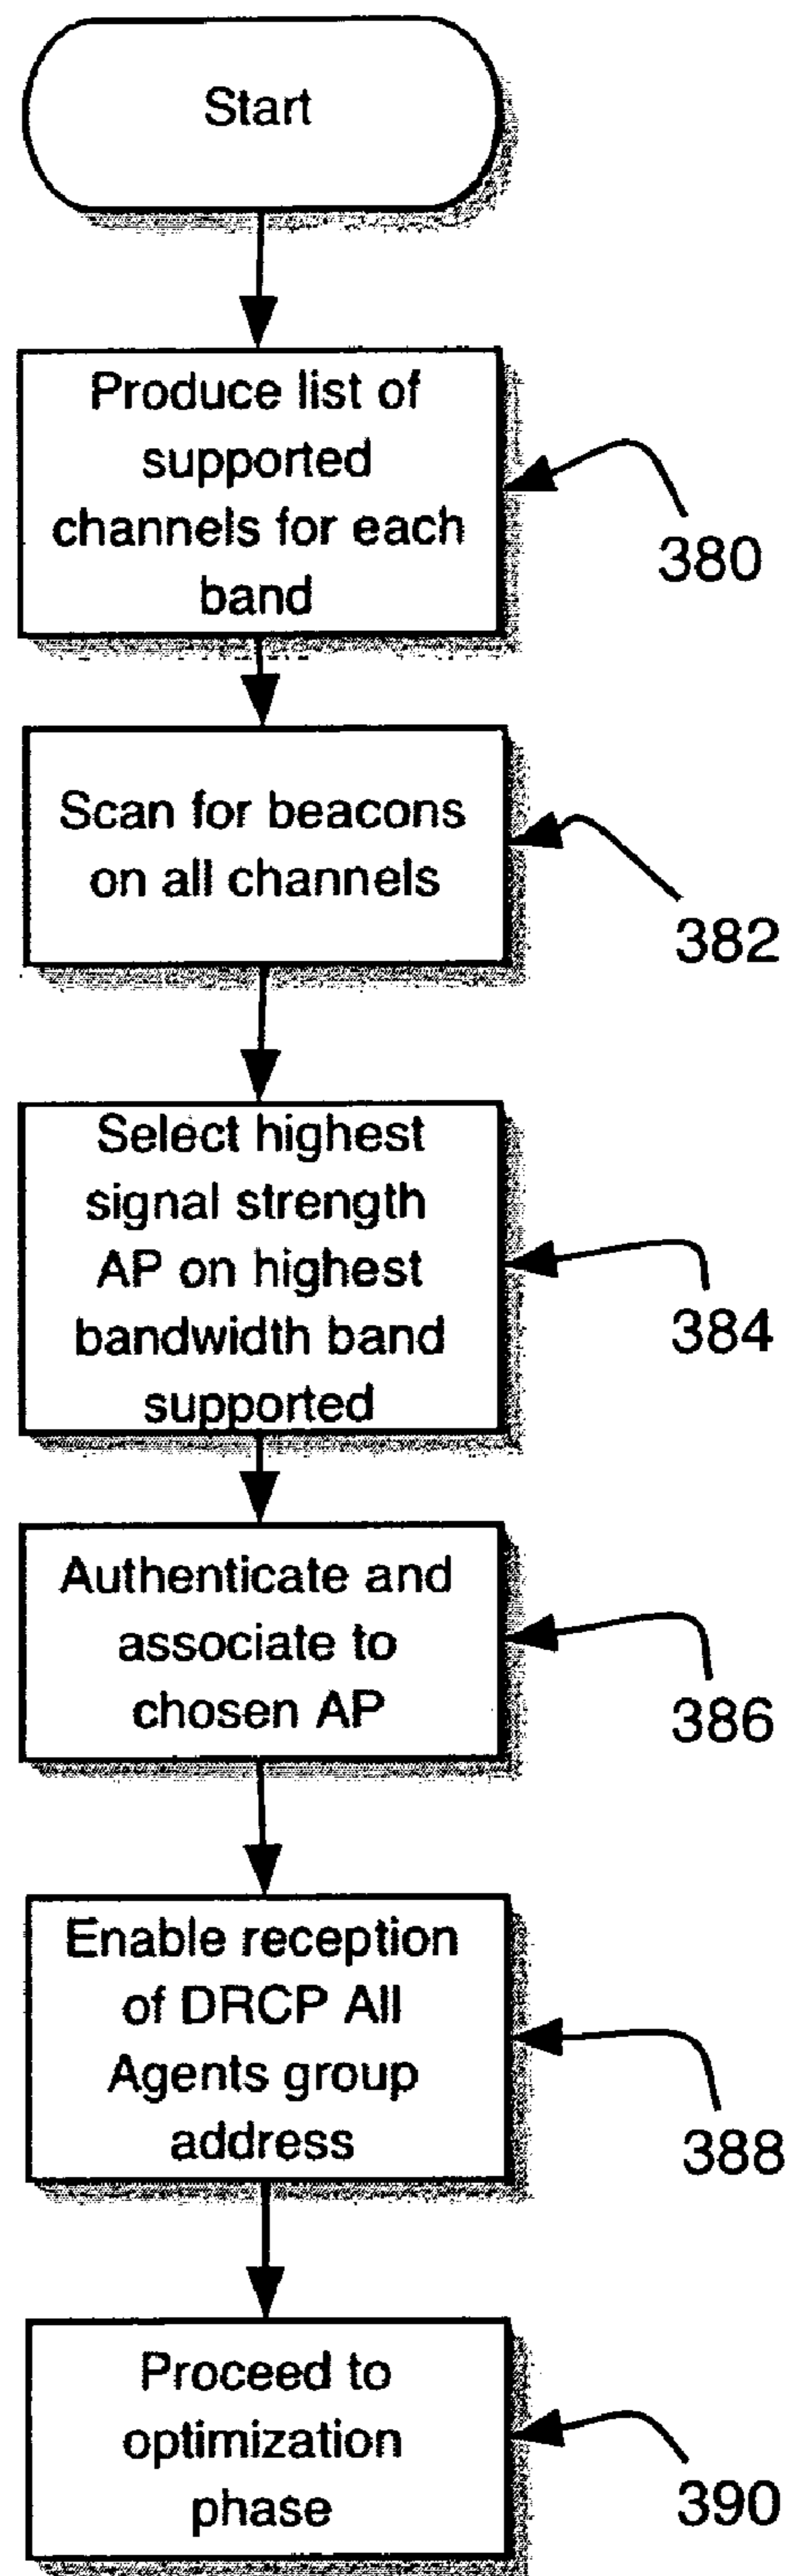 Start
Produce list of
supported
channels for each
band
380
Scan for beacons
on all channels
382
Select highest
signal strength
AP on highest
bandwidth band
supported
384
Authenticate and
associate to
chosen AP
386
Enable reception
of DRCP All
Agents group
address
388
Proceed to
optimization
phase
390